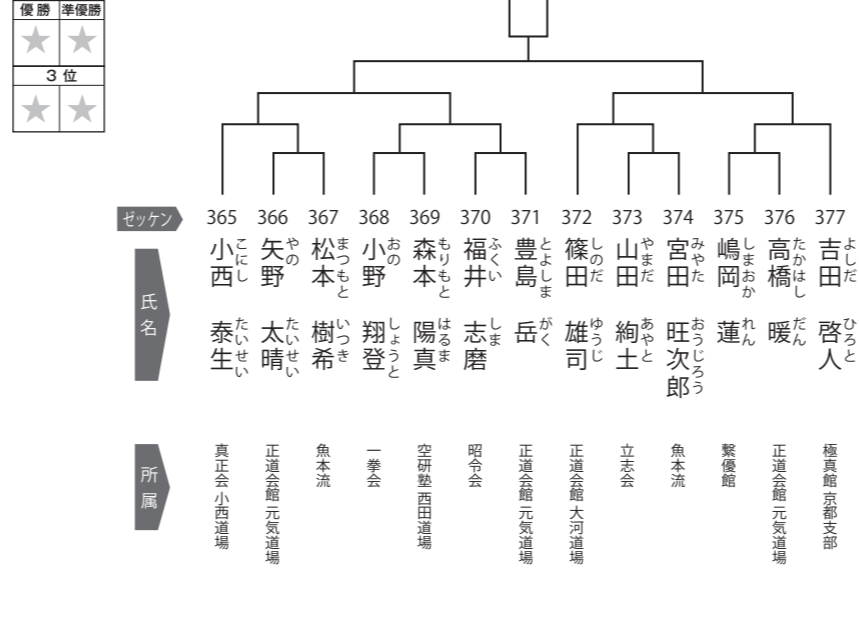 優勝 準優勝
3位
ゼッケン 365 366 367 368 369 370 371 372 373 374 375 376 377
氏名
小西 泰生 こにし たいせい
矢野 太晴 やの たいせい
松本 樹希 まつもと いつき
小野 翔登 おの しょうと
森本 陽真 もりもと はるま
福井 志磨 ふくい しま
豊島 岳 とよしま がく
篠田 雄司 しのだ ゆうじ
山田 絢土 やまだ あやと
宮田 旺次郎 みやた おうじろう
嶋岡 蓮 しまおか れん
高橋 暖 たかはし だん
吉田 啓人 よしだ ひろと
所属
真正会 小西道場
正道会館 元気道場
魚本流
一拳会
空研塾 西田道場
昭令会
正道会館 元気道場
正道会館 大河道場
立志会
魚本流
繋優館
正道会館 元気道場
極真館 京都支部